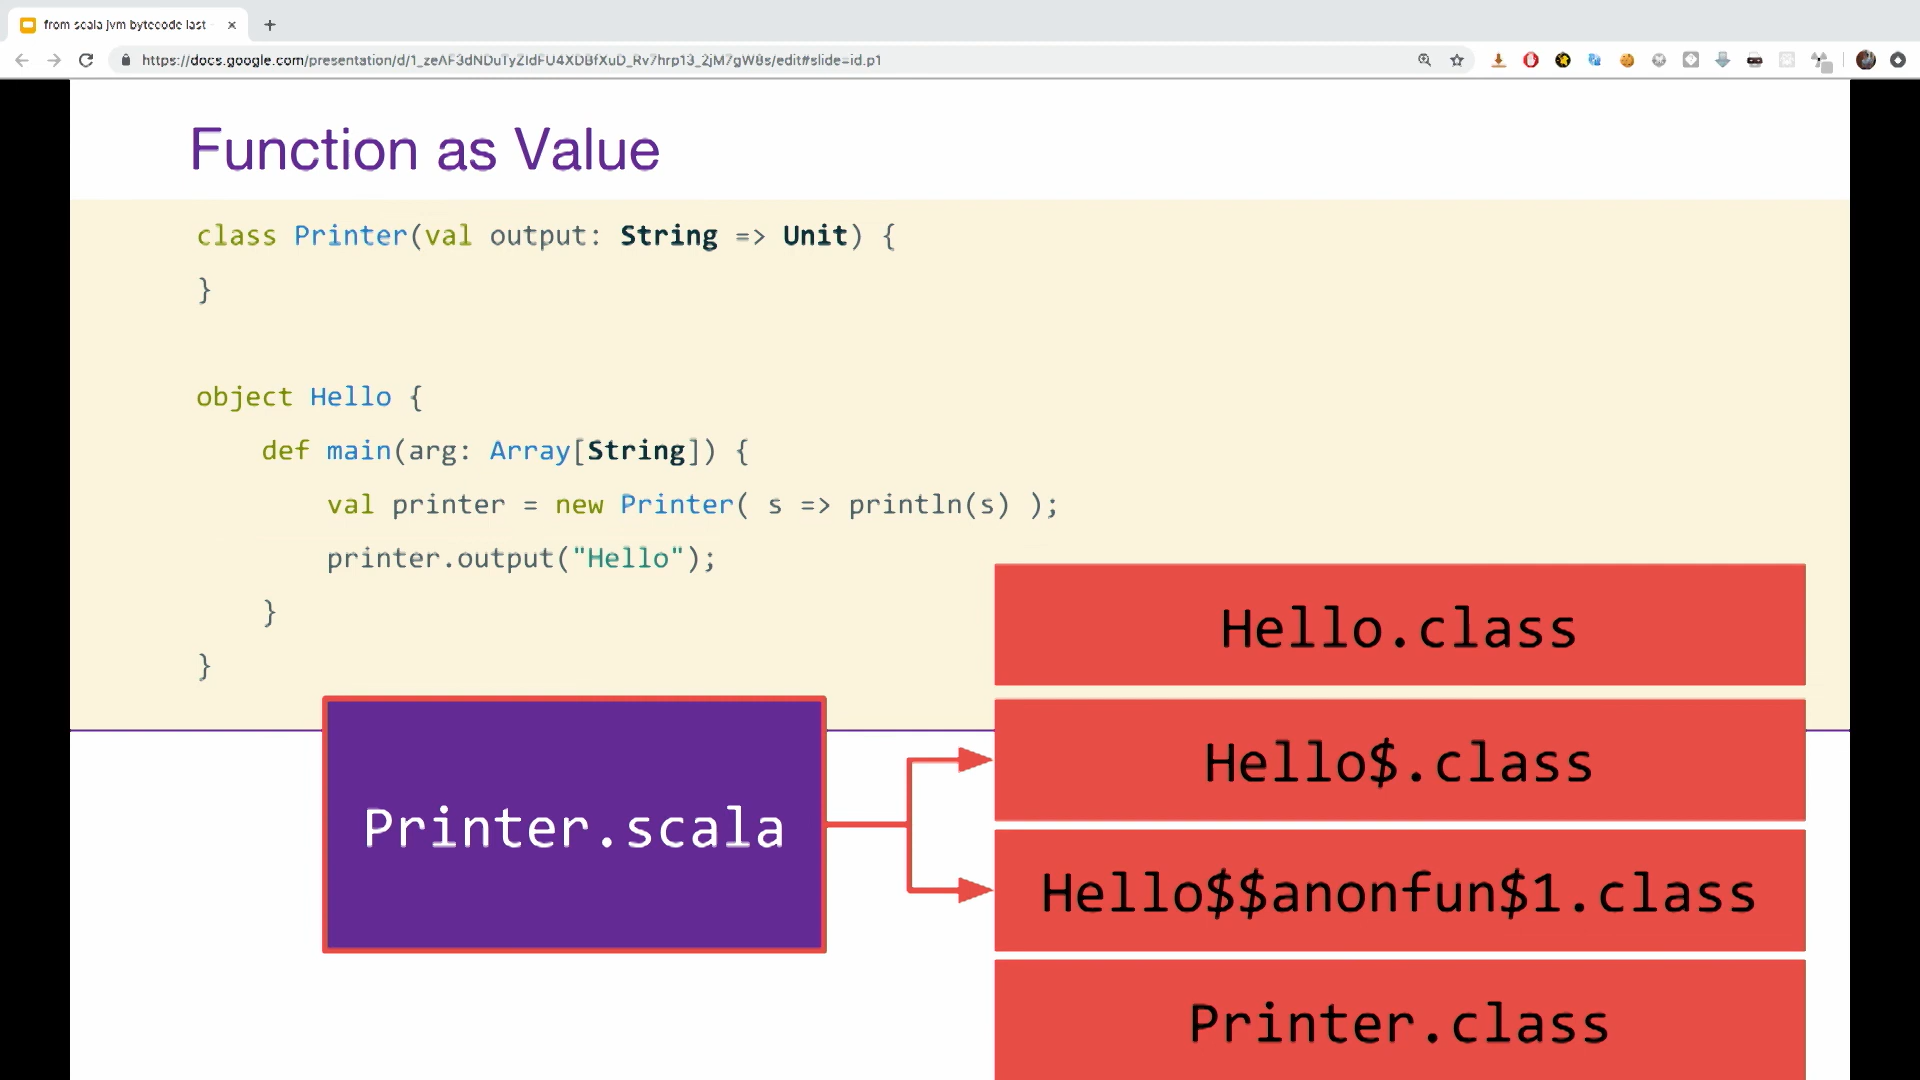 from scala jvm bytecode last
https://docs.google.com/presentation/d/1_zeAF3dNDuTyZIdFU4XDBfXuD_Rv7hrp13_2jM7gW8s/edit#slide=id.p1
Function as Value
class Printer(val output: String => Unit) {
}
object Hello {
def main(arg: Array[String]) {
val printer = new Printer( s => println(s) );
printer.output("Hello");
}
}
Printer.scala
Hello.class
Hello$.class
Hello$$anonfun$1.class
Printer.class